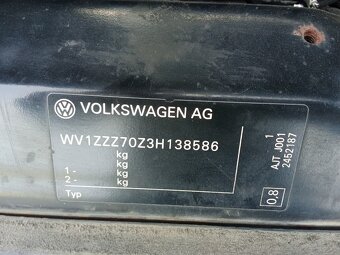 VOLKSWAGEN AG
WV1ZZZ70Z3H138586
kg
kg
1 - kg
2 - kg
Typ
1
AJT J001
2452187
0,8